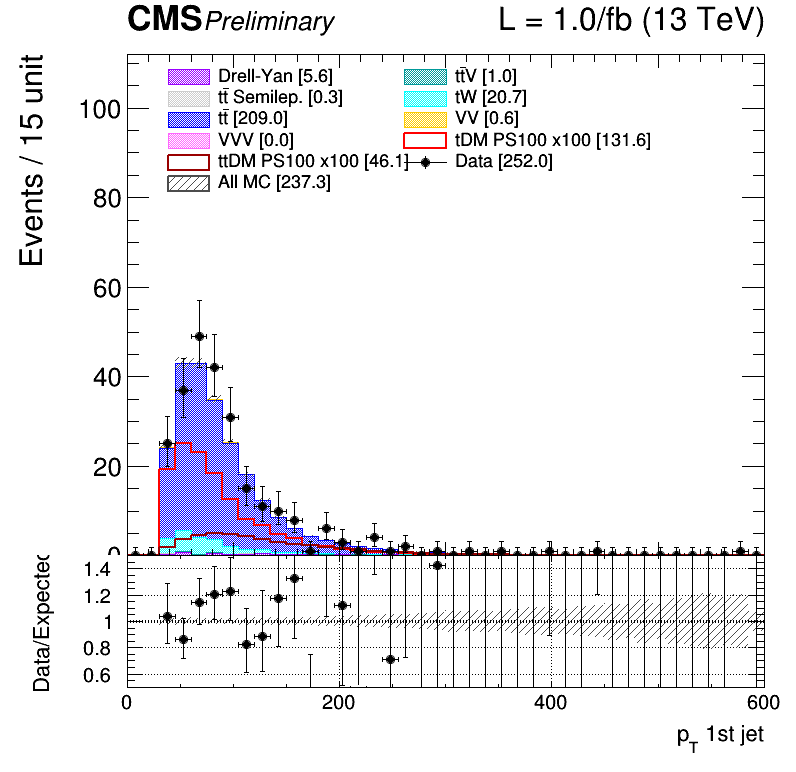 CMS Preliminary L = 1.0/fb (13 TeV)
Drell-Yan [5.6] tt̄V [1.0]
tt̄ Semilep. [0.3] tW [20.7]
tt̄ [209.0] VV [0.6]
VVV [0.0] tDM PS100 x100 [131.6]
ttDM PS100 x100 [46.1] Data [252.0]
All MC [237.3]
Events / 15 unit
100
80
60
40
20
0
Data/Expected
1.4
1.2
1
0.8
0.6
0 200 400 600
p_T 1st jet